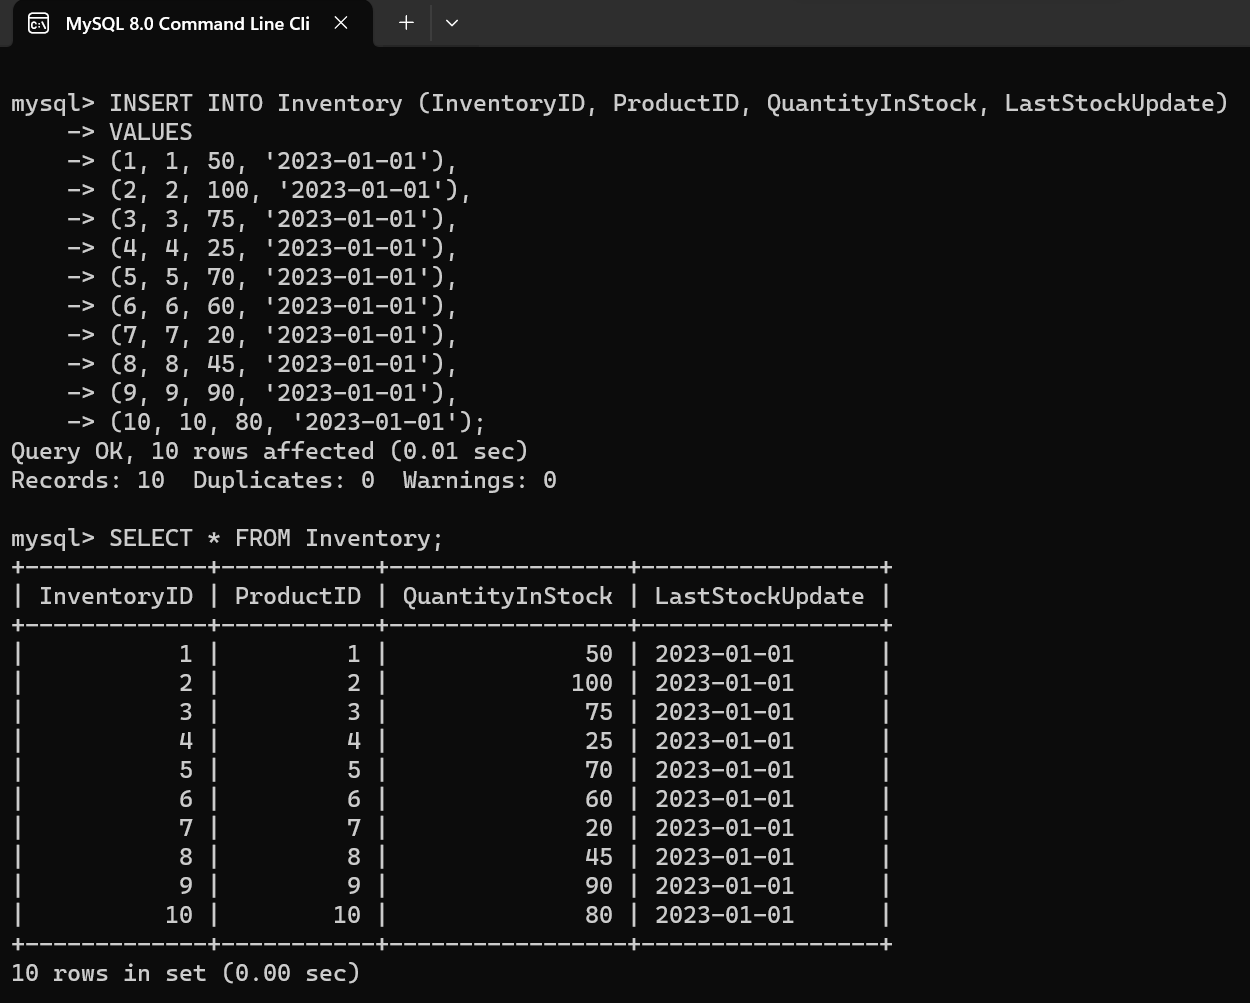 MySQL 8.0 Command Line Cli
mysql> INSERT INTO Inventory (InventoryID, ProductID, QuantityInStock, LastStockUpdate)
    -> VALUES
    -> (1, 1, 50, '2023-01-01'),
    -> (2, 2, 100, '2023-01-01'),
    -> (3, 3, 75, '2023-01-01'),
    -> (4, 4, 25, '2023-01-01'),
    -> (5, 5, 70, '2023-01-01'),
    -> (6, 6, 60, '2023-01-01'),
    -> (7, 7, 20, '2023-01-01'),
    -> (8, 8, 45, '2023-01-01'),
    -> (9, 9, 90, '2023-01-01'),
    -> (10, 10, 80, '2023-01-01');
Query OK, 10 rows affected (0.01 sec)
Records: 10  Duplicates: 0  Warnings: 0
mysql> SELECT * FROM Inventory;
+-------------+-----------+-----------------+-----------------+
| InventoryID | ProductID | QuantityInStock | LastStockUpdate |
+-------------+-----------+-----------------+-----------------+
|           1 |         1 |              50 | 2023-01-01      |
|           2 |         2 |             100 | 2023-01-01      |
|           3 |         3 |              75 | 2023-01-01      |
|           4 |         4 |              25 | 2023-01-01      |
|           5 |         5 |              70 | 2023-01-01      |
|           6 |         6 |              60 | 2023-01-01      |
|           7 |         7 |              20 | 2023-01-01      |
|           8 |         8 |              45 | 2023-01-01      |
|           9 |         9 |              90 | 2023-01-01      |
|          10 |        10 |              80 | 2023-01-01      |
+-------------+-----------+-----------------+-----------------+
10 rows in set (0.00 sec)